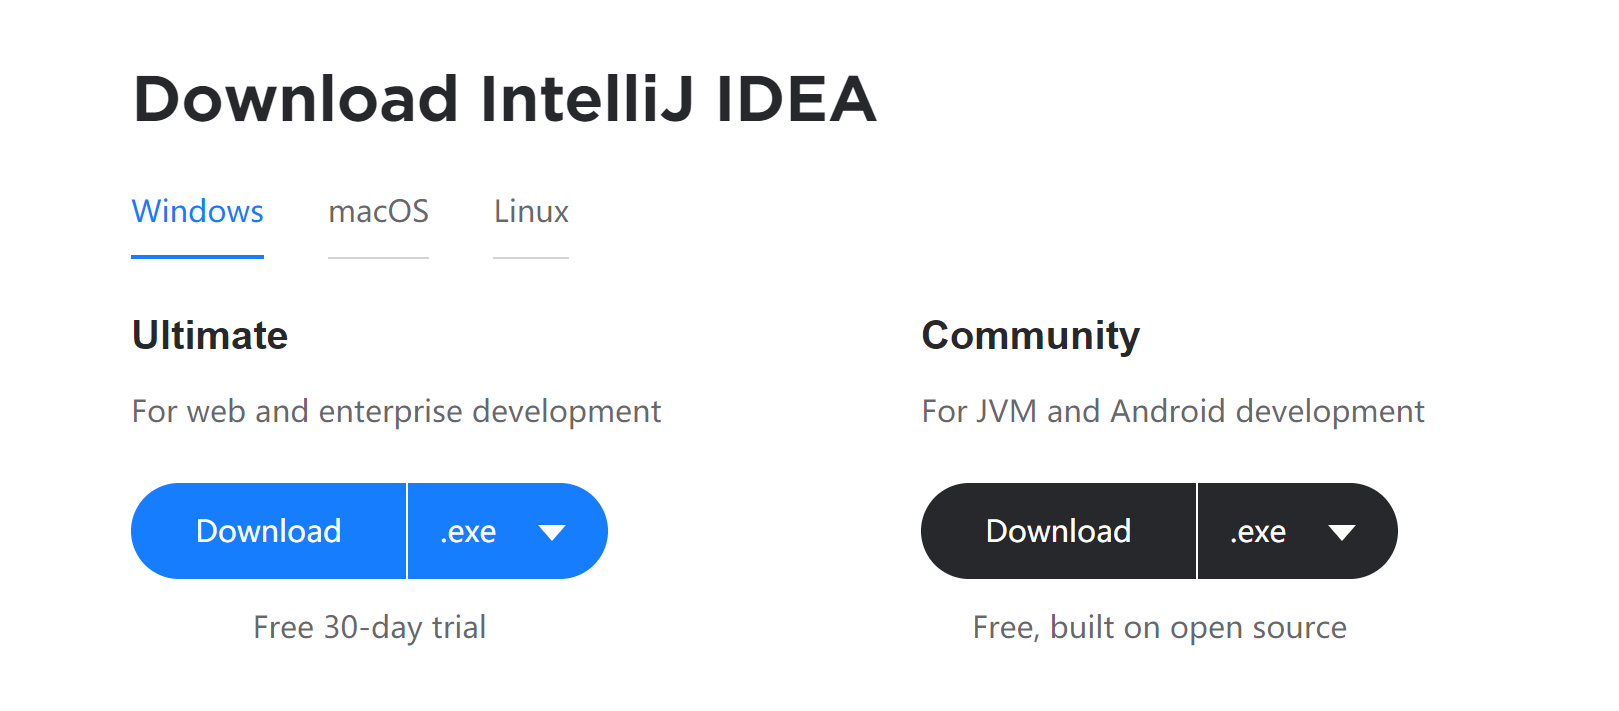 Download IntelliJ IDEA
Windows macOS Linux
Ultimate
For web and enterprise development
Download .exe
Free 30-day trial
Community
For JVM and Android development
Download .exe
Free, built on open source